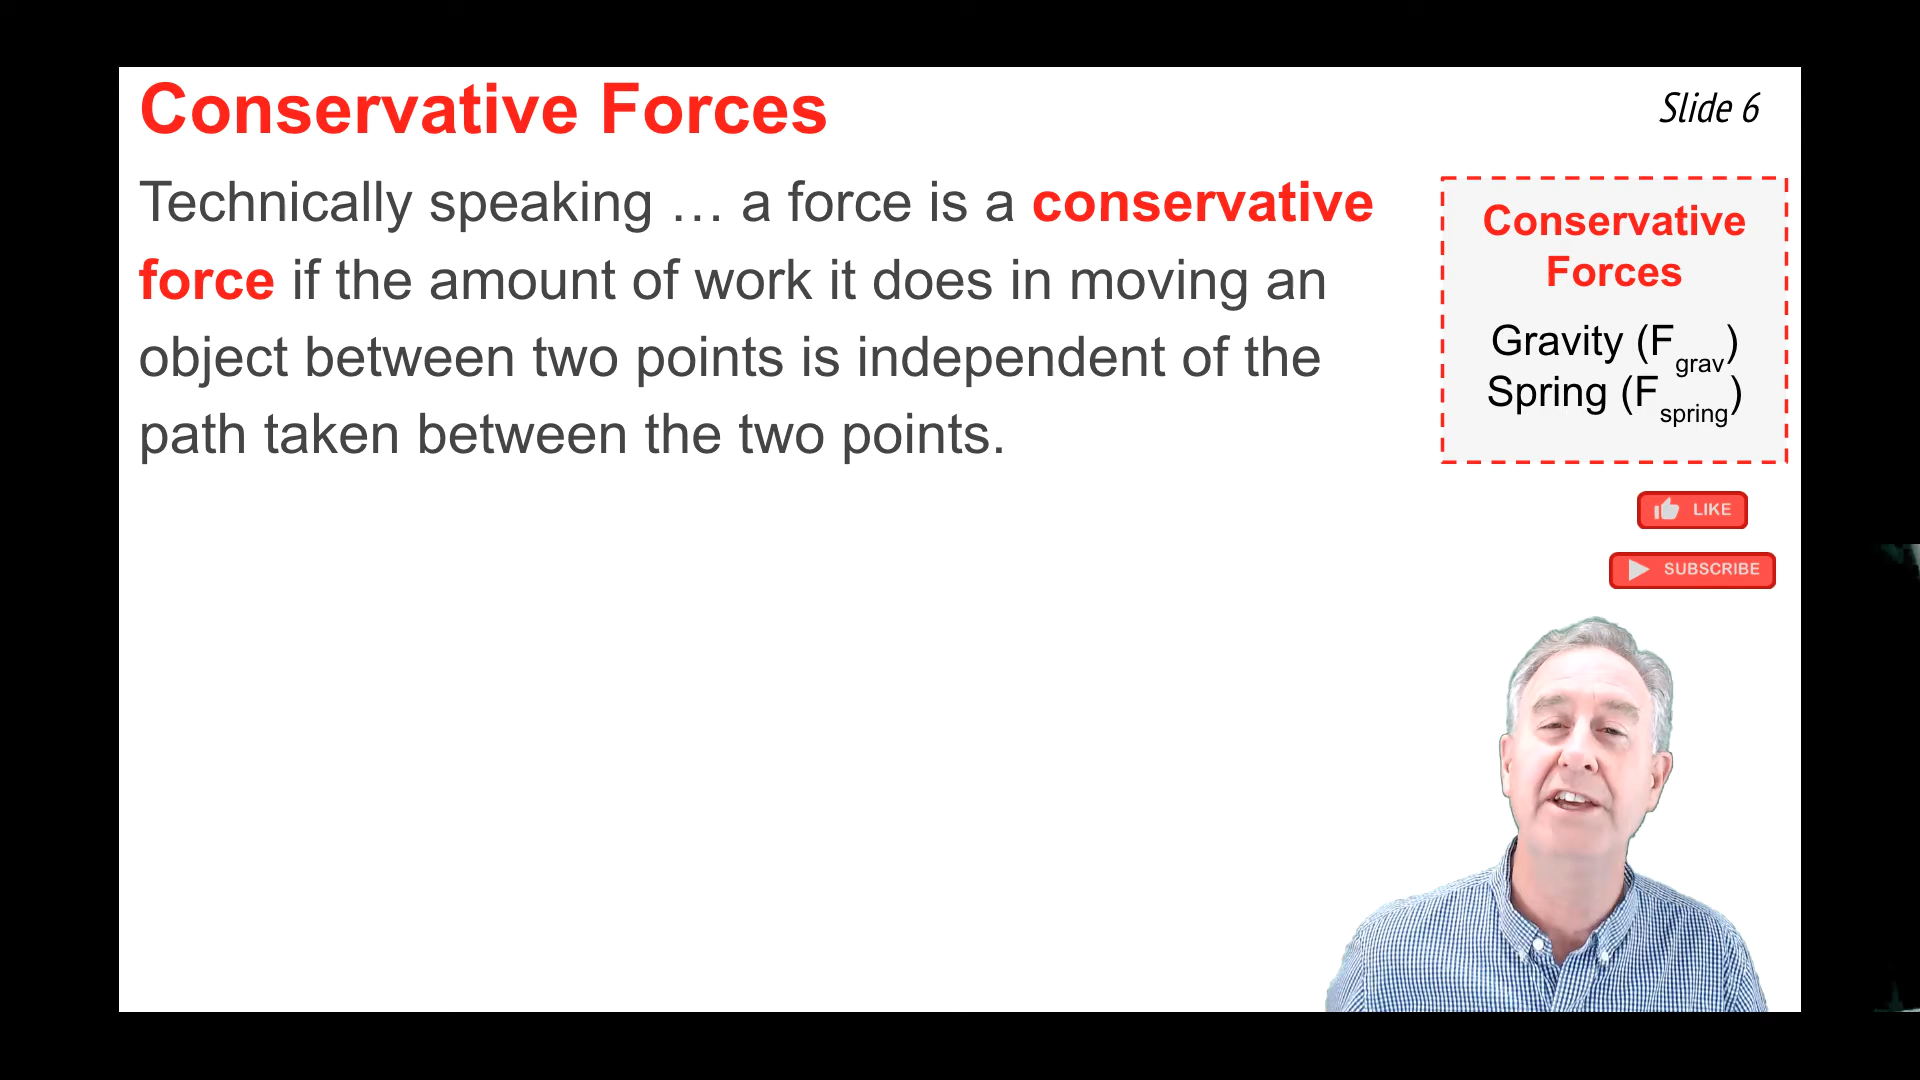 Conservative Forces
Slide 6
Technically speaking … a force is a conservative
force if the amount of work it does in moving an
object between two points is independent of the
path taken between the two points.
Conservative
Forces
Gravity (Fgrav)
Spring (Fspring)
LIKE
SUBSCRIBE